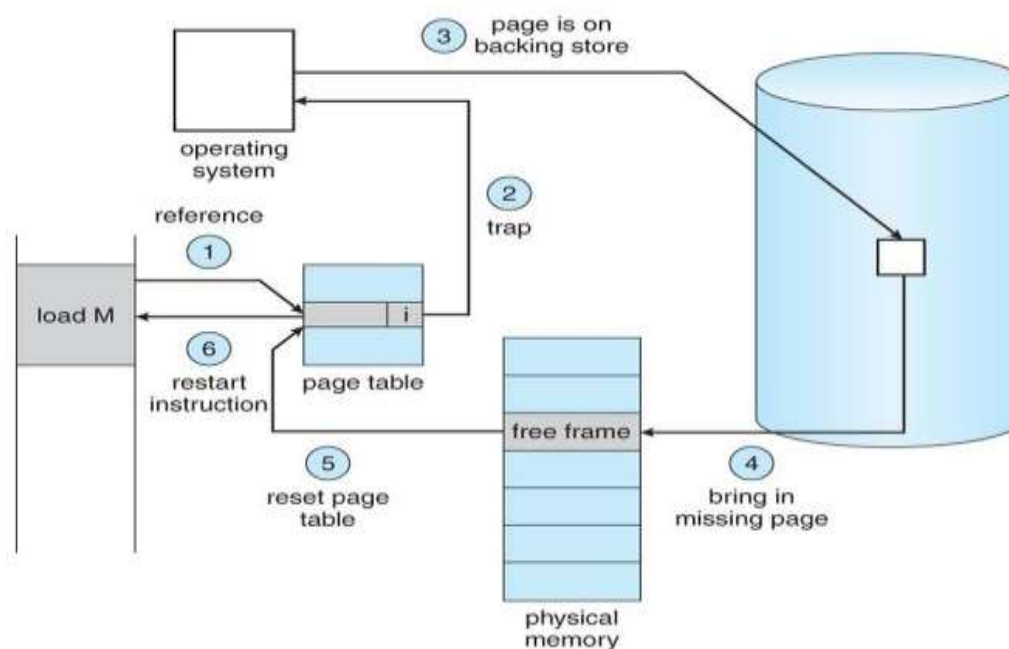 3
page is on
backing store
operating
system
2
trap
reference
1
load M
i
6
restart
instruction
page table
free frame
5
reset page
table
4
bring in
missing page
physical
memory